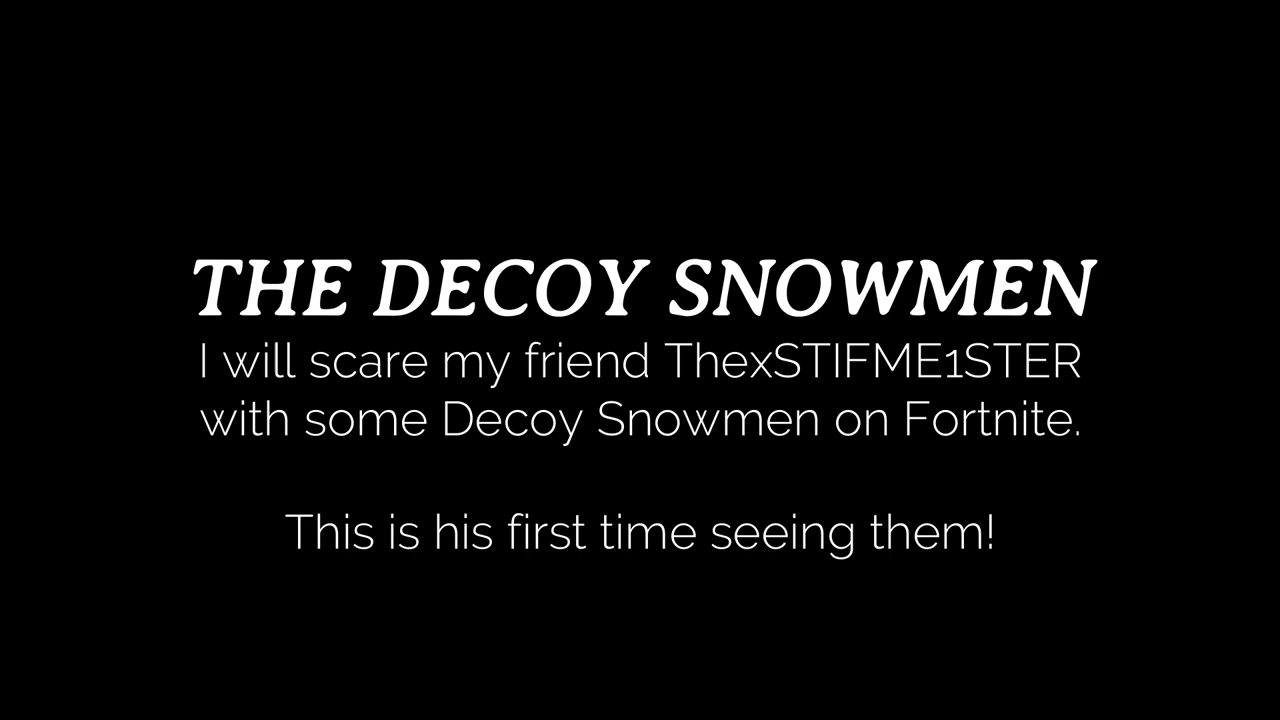 THE DECOY SNOWMEN
I will scare my friend ThexSTIFME1STER
with some Decoy Snowmen on Fortnite.
This is his first time seeing them!